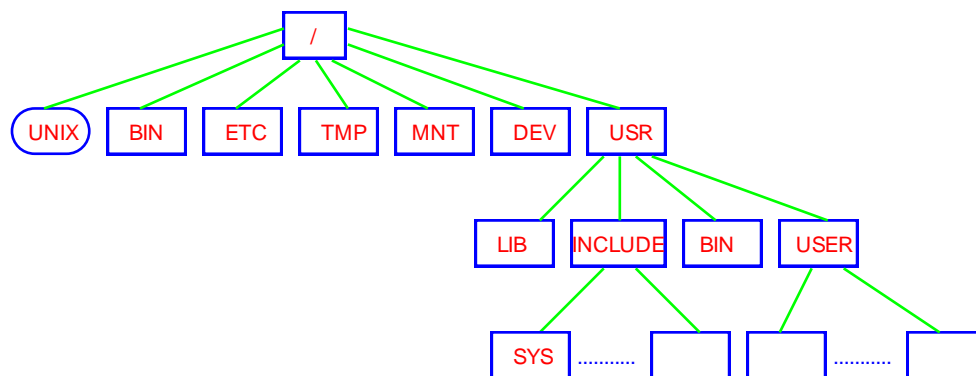 /
UNIX BIN ETC TMP MNT DEV USR
LIB INCLUDE BIN USER
SYS ........... ...........